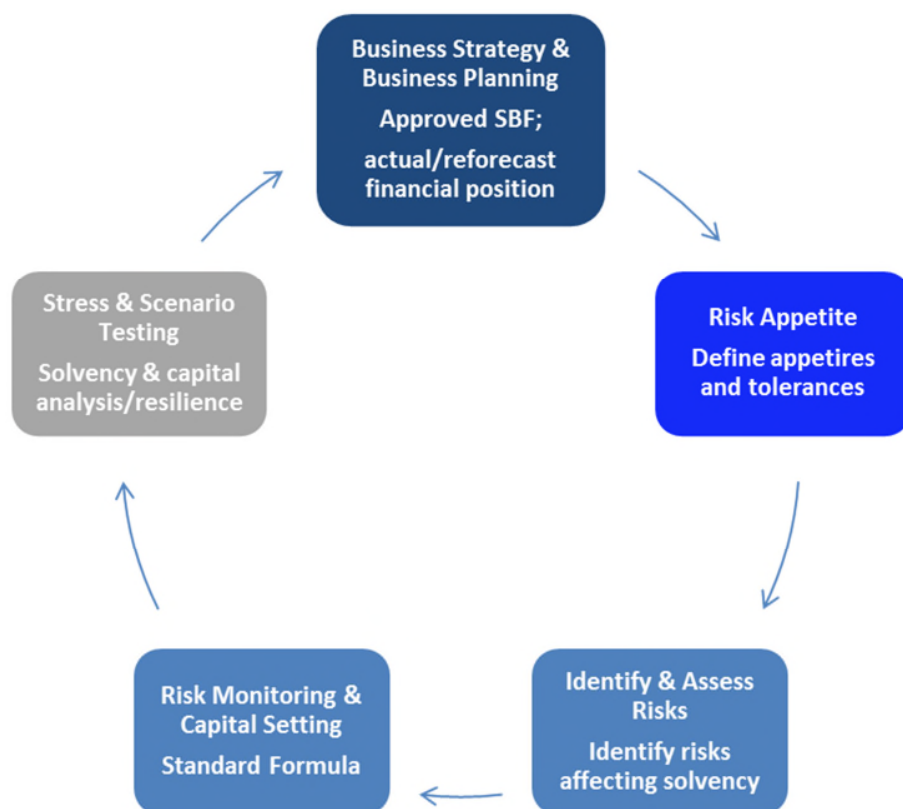 Business Strategy &
Business Planning
Approved SBF;
actual/reforecast
financial position
Risk Appetite
Define appetires
and tolerances
Identify & Assess
Risks
Identify risks
affecting solvency
Risk Monitoring &
Capital Setting
Standard Formula
Stress & Scenario
Testing
Solvency & capital
analysis/resilience